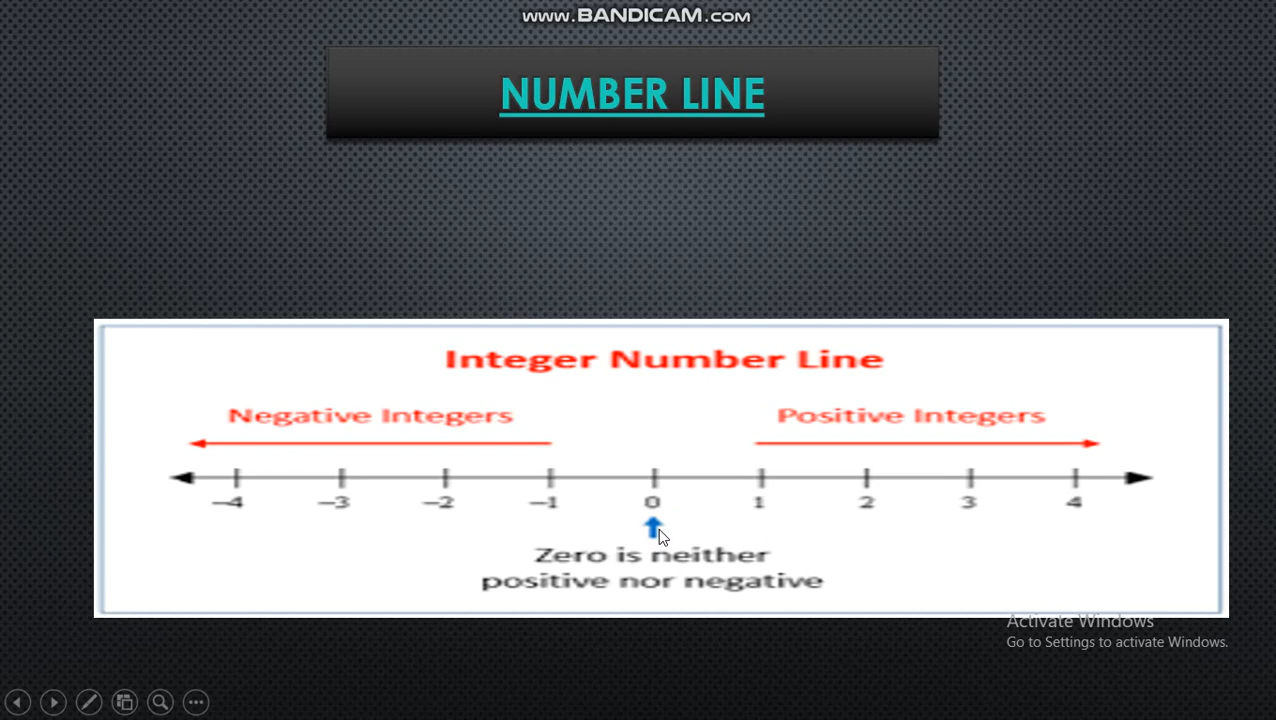 www.BANDICAM.com
NUMBER LINE
Integer Number Line
Negative Integers Positive Integers
−4 −3 −2 −1 0 1 2 3 4
Zero is neither
positive nor negative
Activate Windows
Go to Settings to activate Windows.